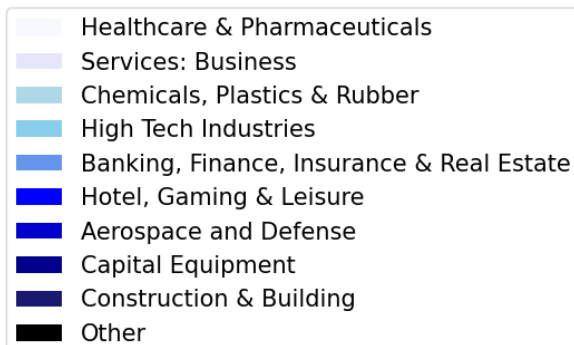 Healthcare & Pharmaceuticals
Services: Business
Chemicals, Plastics & Rubber
High Tech Industries
Banking, Finance, Insurance & Real Estate
Hotel, Gaming & Leisure
Aerospace and Defense
Capital Equipment
Construction & Building
Other